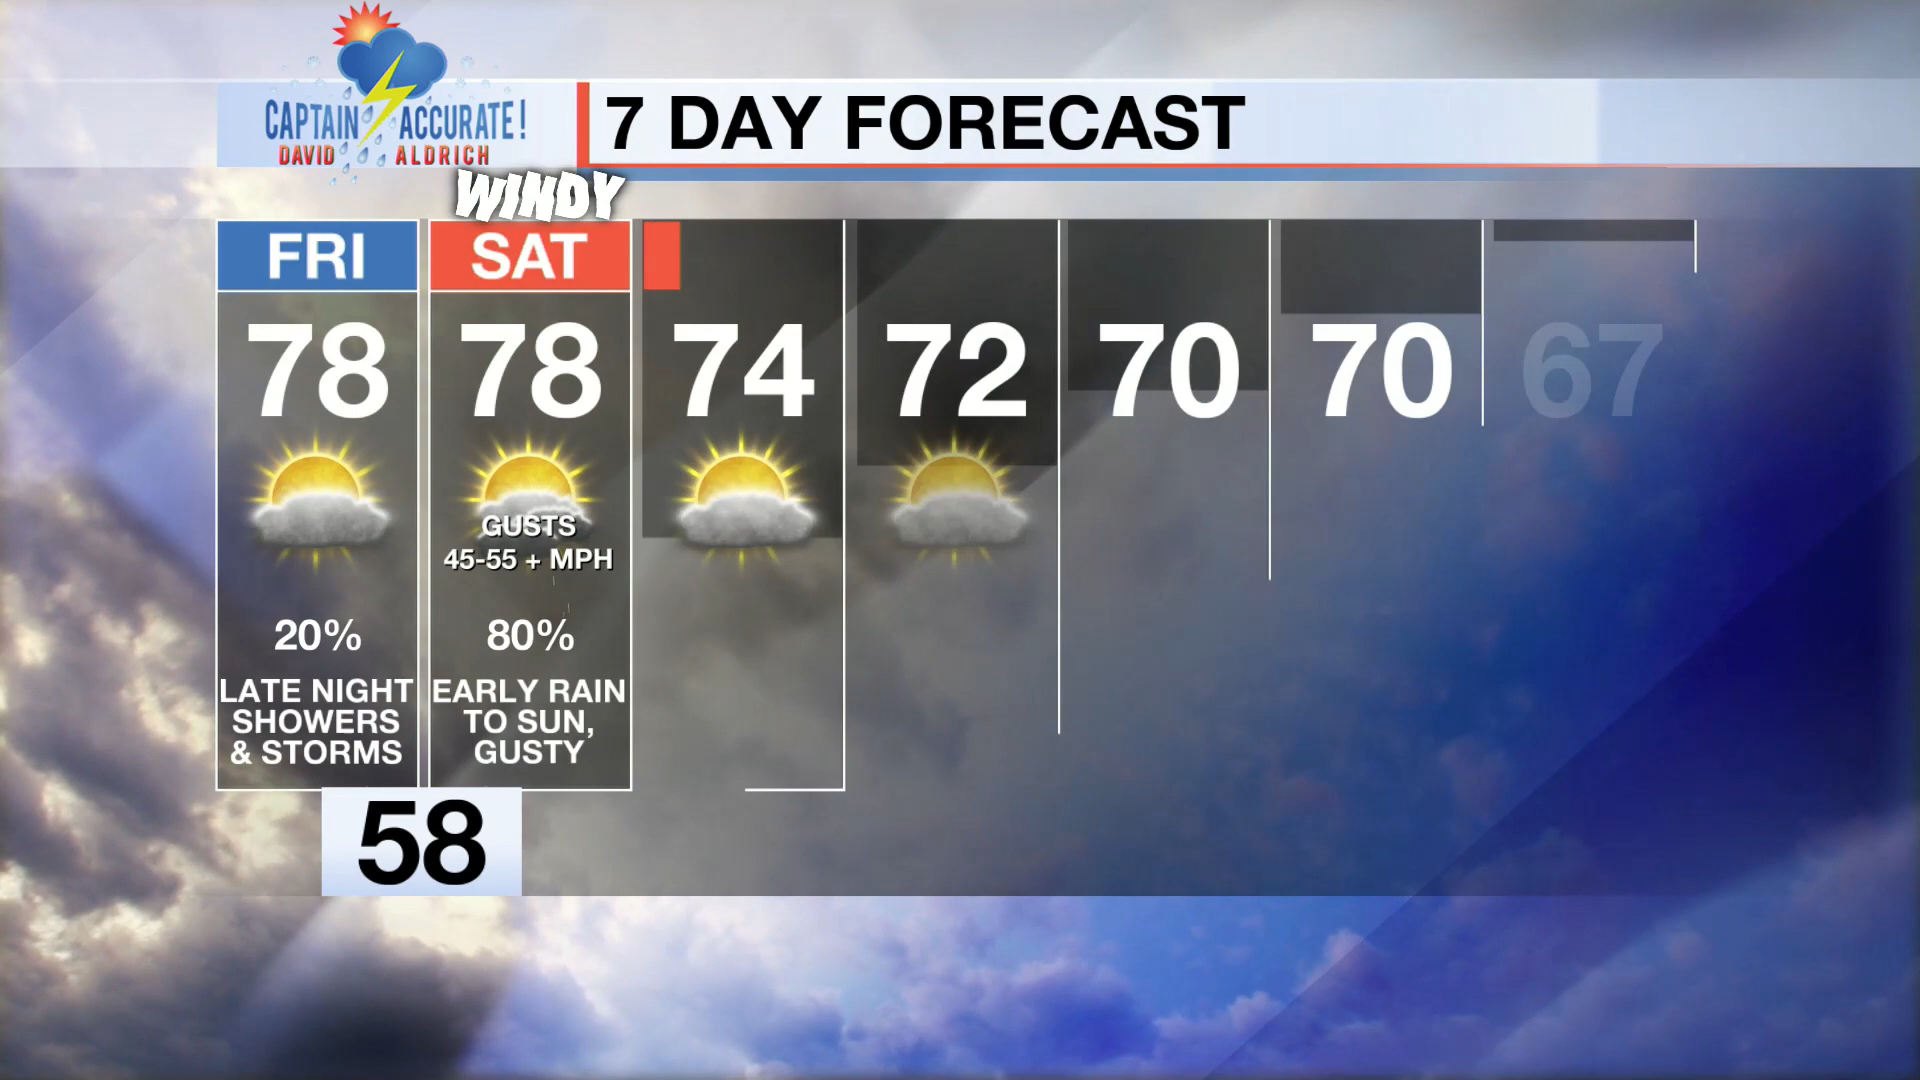 CAPTAIN ACCURATE!
DAVID ALDRICH
7 DAY FORECAST
WINDY
FRI
SAT
78
78
74
72
70
70
67
GUSTS
45-55 + MPH
20%
80%
LATE NIGHT
SHOWERS
& STORMS
EARLY RAIN
TO SUN,
GUSTY
58